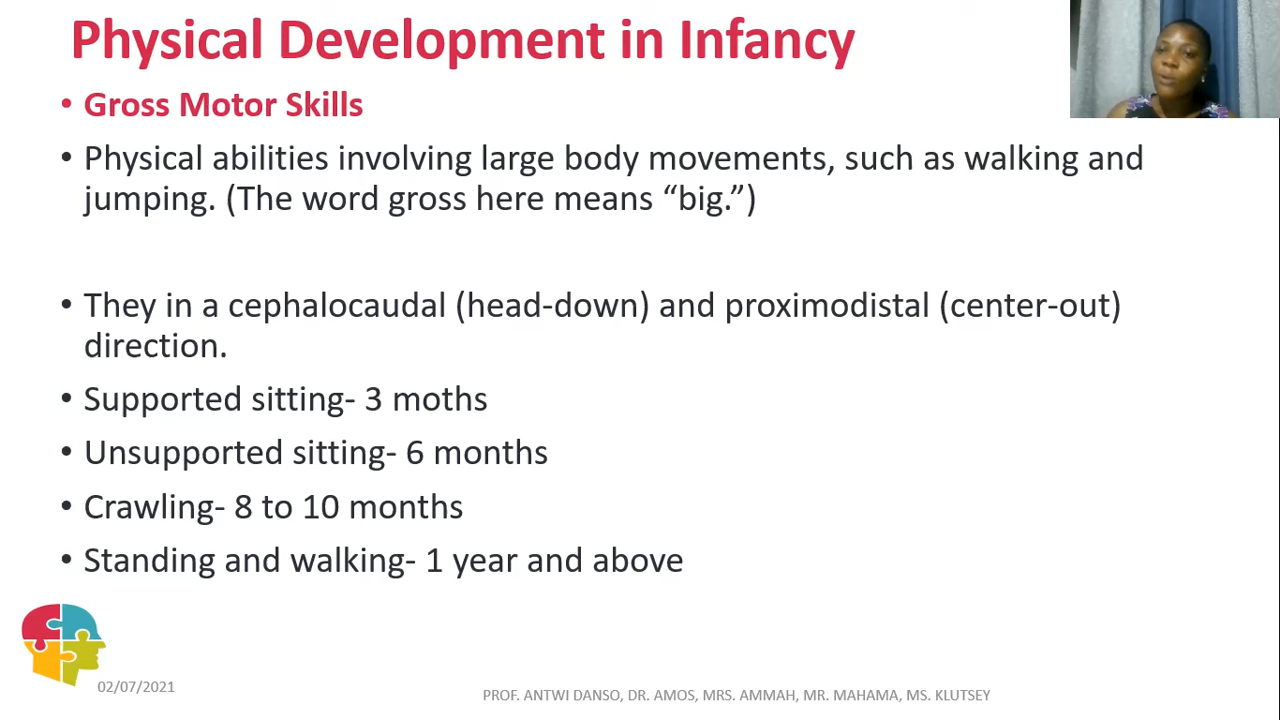 Physical Development in Infancy
• Gross Motor Skills
• Physical abilities involving large body movements, such as walking and
jumping. (The word gross here means “big.”)
• They in a cephalocaudal (head-down) and proximodistal (center-out)
direction.
• Supported sitting- 3 moths
• Unsupported sitting- 6 months
• Crawling- 8 to 10 months
• Standing and walking- 1 year and above
02/07/2021
PROF. ANTWI DANSO, DR. AMOS, MRS. AMMAH, MR. MAHAMA, MS. KLUTSEY